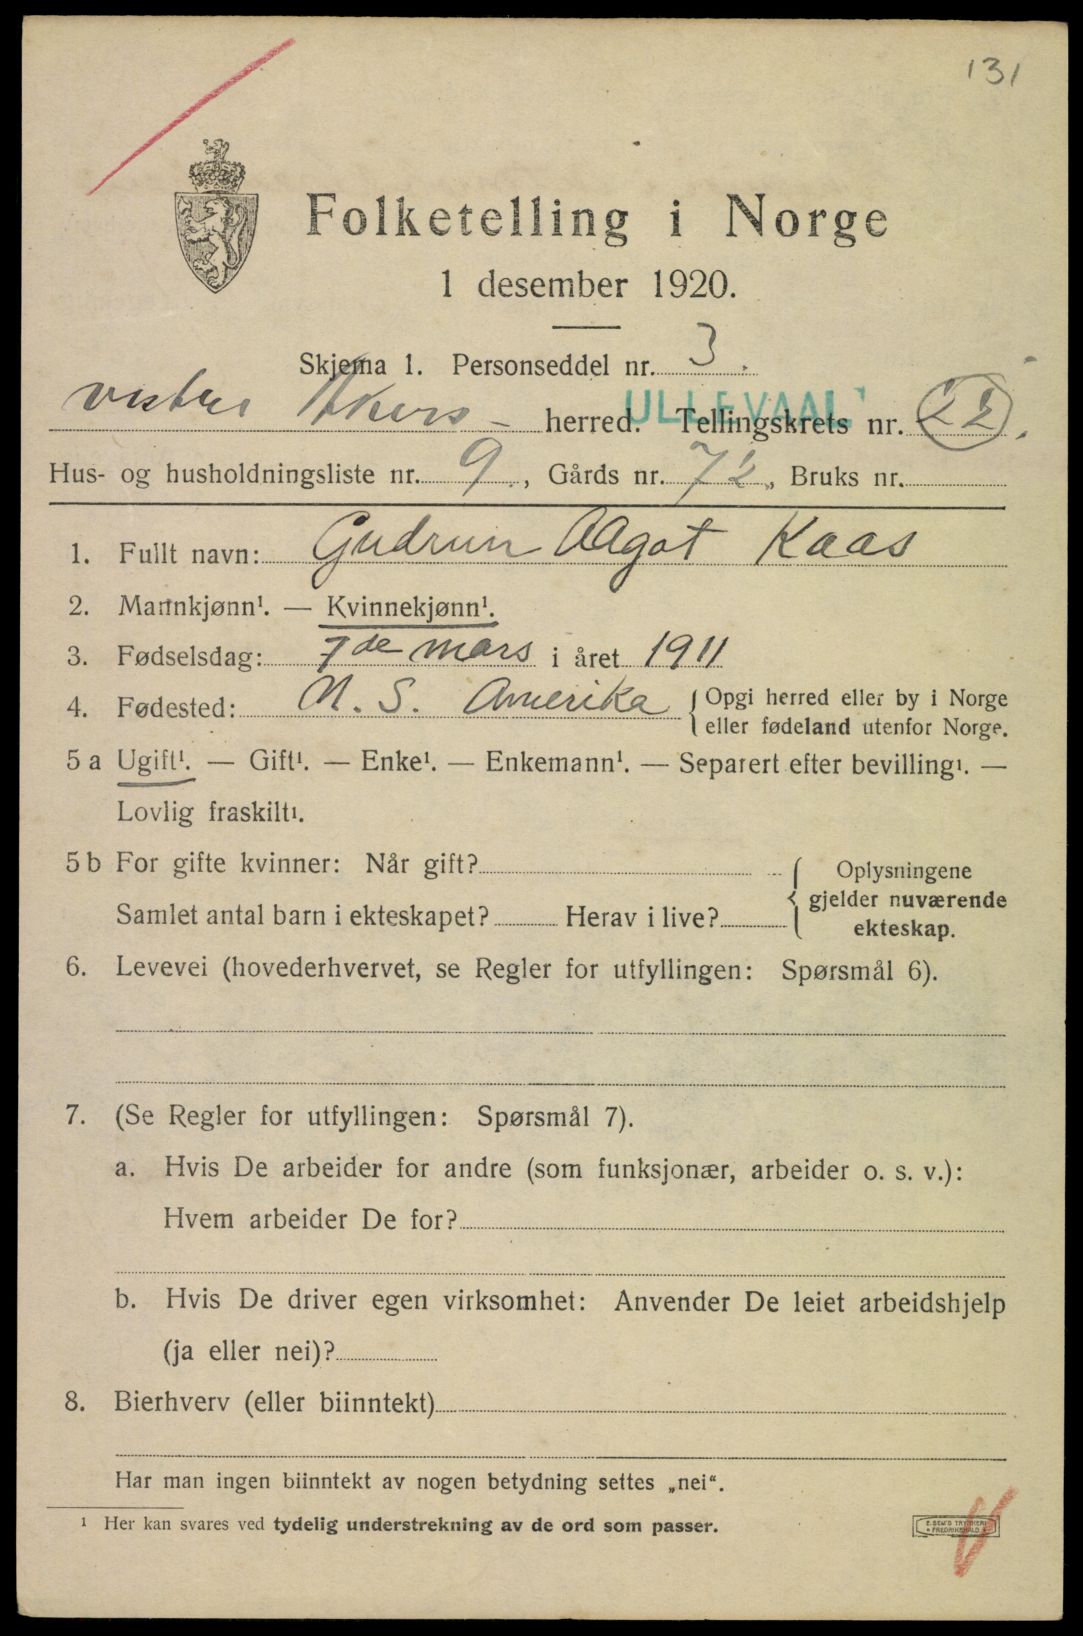 131
Folketelling i Norge
1 desember 1920.
Skjema 1. Personseddel nr. 3.
vestre Akers - herred. ULLEVAAL Tellingskrets nr. 22.
Hus- og husholdningsliste nr. 9, Gårds nr. 72, Bruks nr.
1. Fullt navn: Gudrun Aagot Kaas
2. Mannkjønn¹. — Kvinnekjønn¹.
3. Fødselsdag: 7de mars i året 1911
4. Fødested: N. S. Amerika { Opgi herred eller by i Norge
eller fødeland utenfor Norge.
5 a Ugift¹. — Gift¹. — Enke¹. — Enkemann¹. — Separert efter bevilling¹. —
Lovlig fraskilt¹.
5 b For gifte kvinner: Når gift? { Oplysningene
gjelder nuværende
Samlet antal barn i ekteskapet? Herav i live?
ekteskap.
6. Levevei (hovederhvervet, se Regler for utfyllingen: Spørsmål 6).
7. (Se Regler for utfyllingen: Spørsmål 7).
a. Hvis De arbeider for andre (som funksjonær, arbeider o. s. v.):
Hvem arbeider De for?
b. Hvis De driver egen virksomhet: Anvender De leiet arbeidshjelp
(ja eller nei)?
8. Bierhverv (eller biinntekt)
Har man ingen biinntekt av nogen betydning settes „nei“.
¹ Her kan svares ved tydelig understrekning av de ord som passer.
E. SEM'S TRYKKERI
FREDRIKSHALD